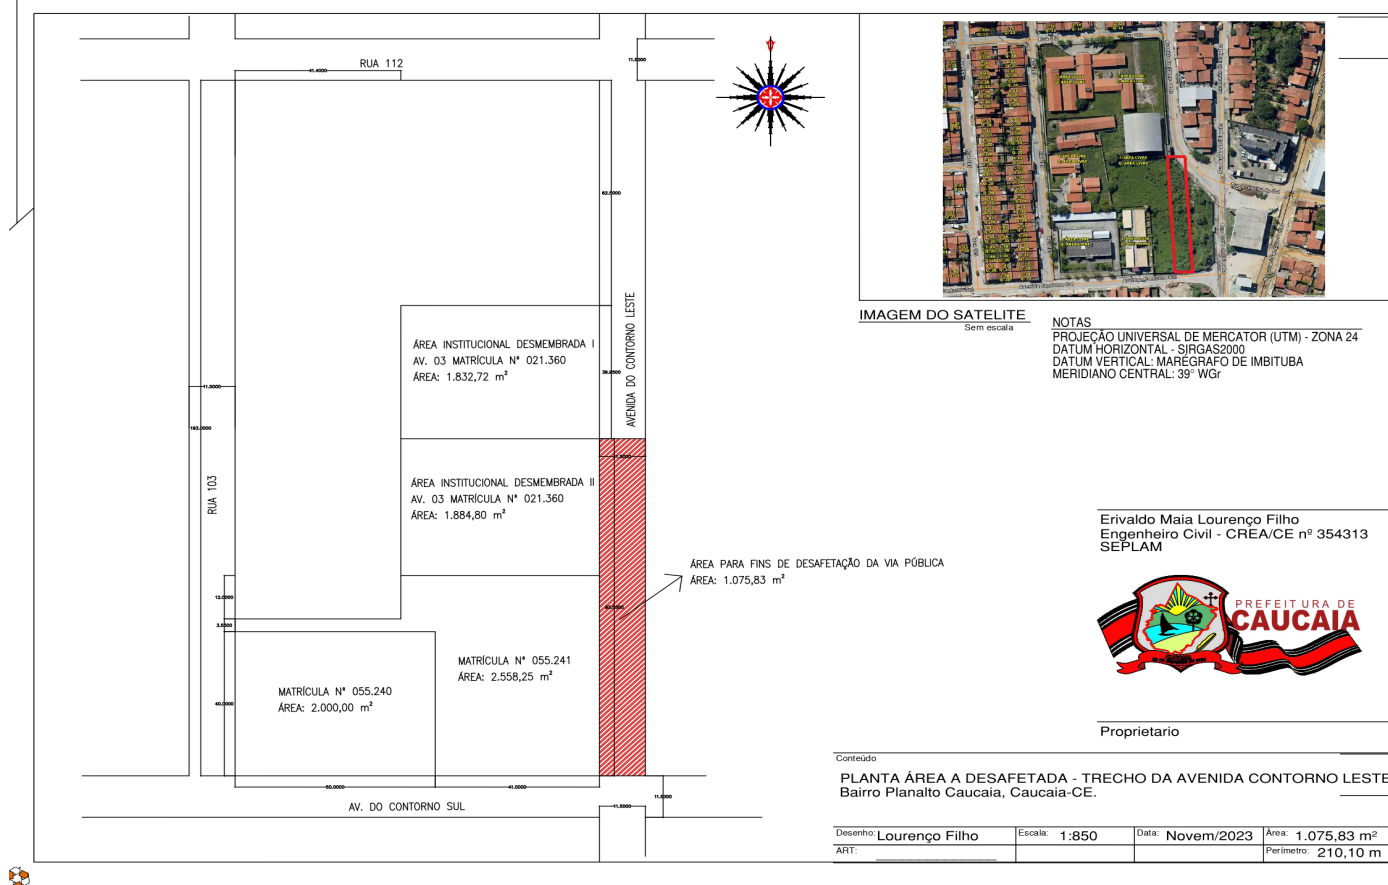 RUA 112
41.4000
11.5000
62.5000
AVENIDA DO CONTORNO LESTE
ÁREA INSTITUCIONAL DESMEMBRADA I
AV. 03 MATRÍCULA N° 021.360
ÁREA: 1.832,72 m²
11.5000
193.0000
RUA 103
ÁREA INSTITUCIONAL DESMEMBRADA II
AV. 03 MATRÍCULA N° 021.360
ÁREA: 1.884,80 m²
11.5000
ÁREA PARA FINS DE DESAFETAÇÃO DA VIA PÚBLICA
ÁREA: 1.075,83 m²
12.0000
3.5000
MATRÍCULA N° 055.241
ÁREA: 2.558,25 m²
MATRÍCULA N° 055.240
ÁREA: 2.000,00 m²
40.0000
41.0000
11.5000
11.5000
AV. DO CONTORNO SUL
IMAGEM DO SATELITE
Sem escala
NOTAS
PROJEÇÃO UNIVERSAL DE MERCATOR (UTM) - ZONA 24
DATUM HORIZONTAL - SIRGAS2000
DATUM VERTICAL: MARÉGRAFO DE IMBITUBA
MERIDIANO CENTRAL: 39° WGr
Erivaldo Maia Lourenço Filho
Engenheiro Civil - CREA/CE nº 354313
SEPLAM
PREFEITURA DE
CAUCAIA
Proprietario
Conteúdo
PLANTA ÁREA A DESAFETADA - TRECHO DA AVENIDA CONTORNO LESTE
Bairro Planalto Caucaia, Caucaia-CE.
Desenho: Lourenço Filho
Escala: 1:850
Data: Novem/2023
Área: 1.075,83 m²
ART:
Perímetro: 210,10 m